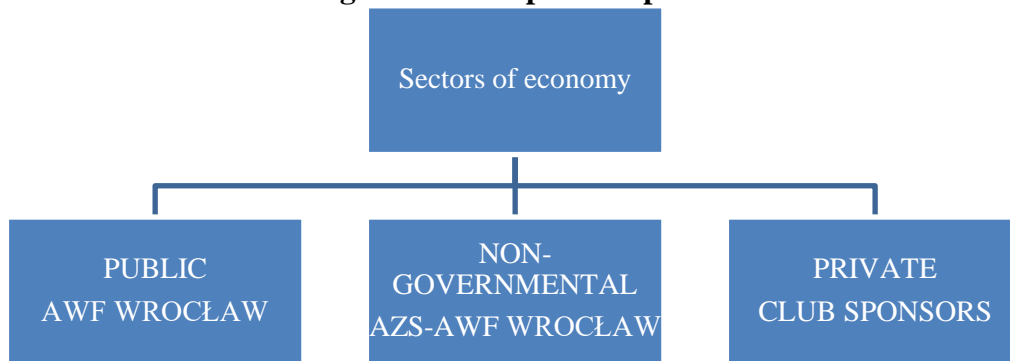 Sectors of economy
PUBLIC
AWF WROCŁAW
NON-
GOVERNMENTAL
AZS-AWF WROCŁAW
PRIVATE
CLUB SPONSORS